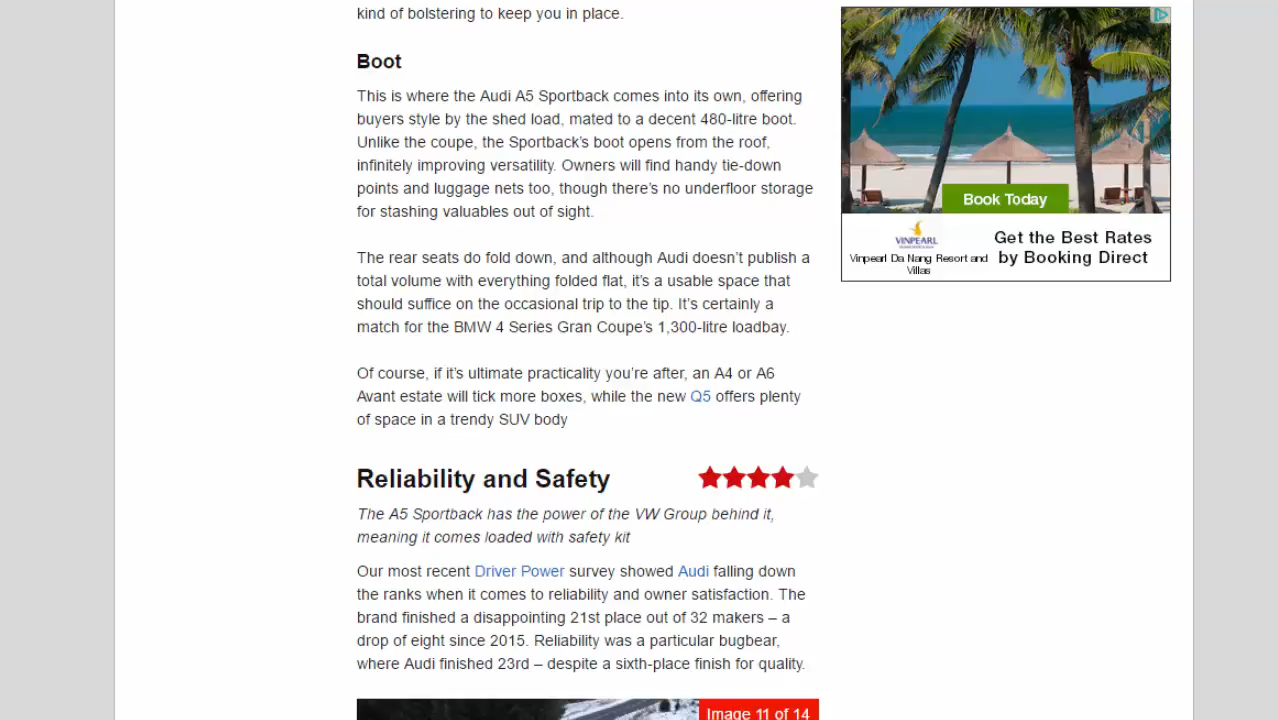 kind of bolstering to keep you in place.
Boot
This is where the Audi A5 Sportback comes into its own, offering
buyers style by the shed load, mated to a decent 480-litre boot.
Unlike the coupe, the Sportback’s boot opens from the roof,
infinitely improving versatility. Owners will find handy tie-down
points and luggage nets too, though there’s no underfloor storage
for stashing valuables out of sight.
The rear seats do fold down, and although Audi doesn’t publish a
total volume with everything folded flat, it’s a usable space that
should suffice on the occasional trip to the tip. It’s certainly a
match for the BMW 4 Series Gran Coupe’s 1,300-litre loadbay.
Of course, if it’s ultimate practicality you’re after, an A4 or A6
Avant estate will tick more boxes, while the new Q5 offers plenty
of space in a trendy SUV body
Reliability and Safety
The A5 Sportback has the power of the VW Group behind it,
meaning it comes loaded with safety kit
Our most recent Driver Power survey showed Audi falling down
the ranks when it comes to reliability and owner satisfaction. The
brand finished a disappointing 21st place out of 32 makers – a
drop of eight since 2015. Reliability was a particular bugbear,
where Audi finished 23rd – despite a sixth-place finish for quality.
Image 11 of 14
Book Today
VINPEARL
Vinpearl Da Nang Resort and
Villas
Get the Best Rates
by Booking Direct